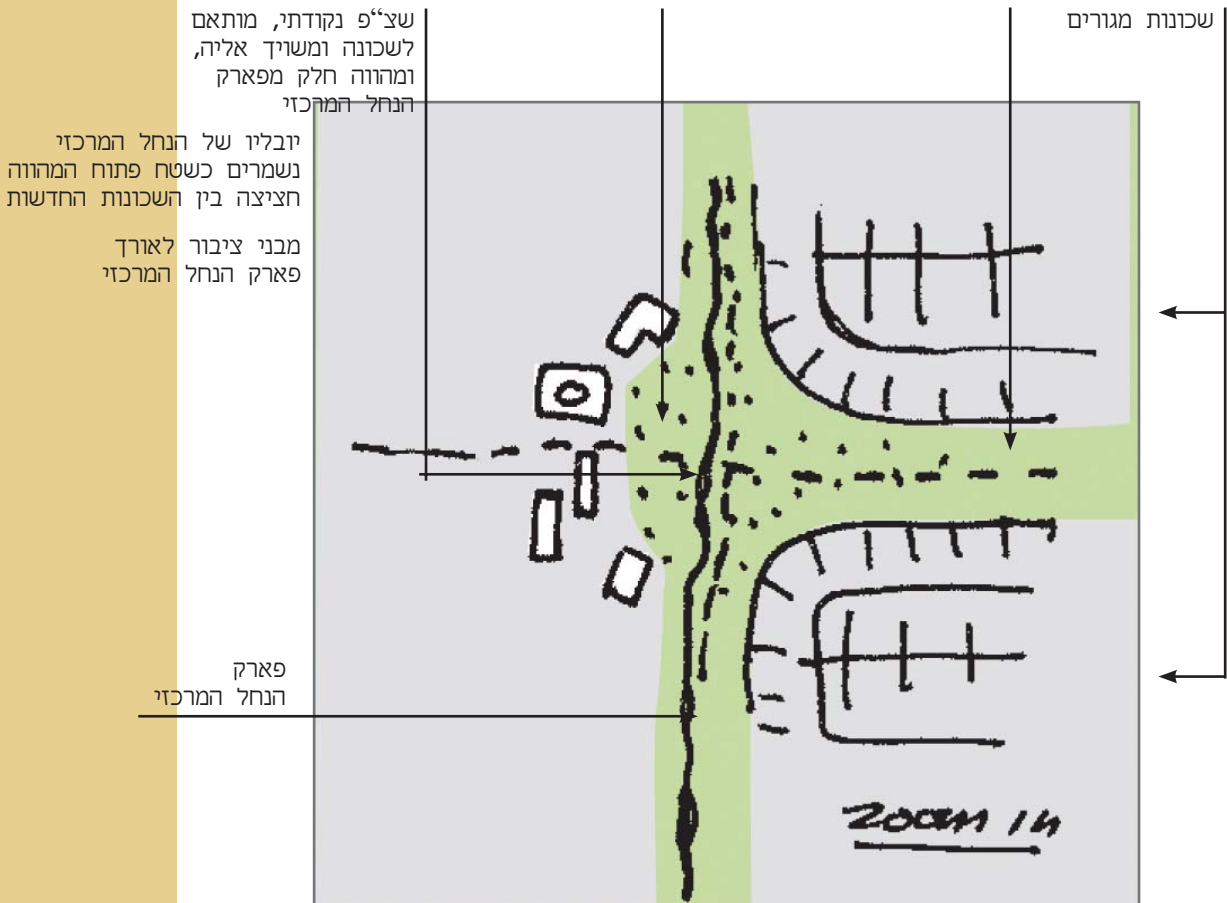 שכונות מגורים
שצ“פ נקודתי, מותאם
לשכונה ומשויך אליה,
ומהווה חלק מפארק
הנחל המרכזי
יובליו של הנחל המרכזי
נשמרים כשטח פתוח המהווה
חציצה בין השכונות החדשות
מבני ציבור לאורך
פארק הנחל המרכזי
פארק
הנחל המרכזי
ZOOM IN